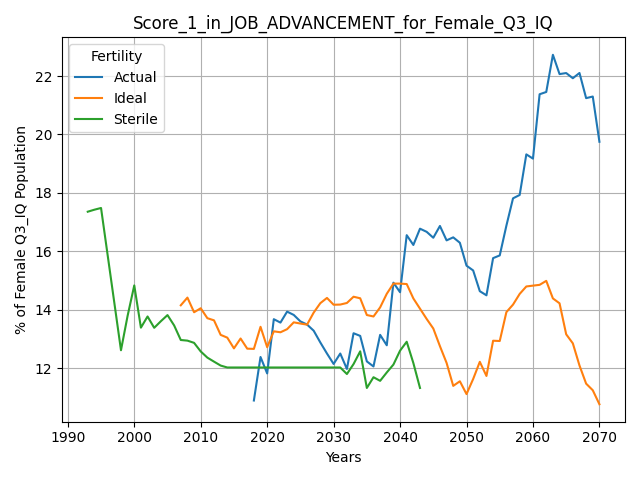 Score_1_in_JOB_ADVANCEMENT_for_Female_Q3_IQ
Fertility
Actual
Ideal
Sterile
% of Female Q3_IQ Population
22
20
18
16
14
12
1990 2000 2010 2020 2030 2040 2050 2060 2070
Years